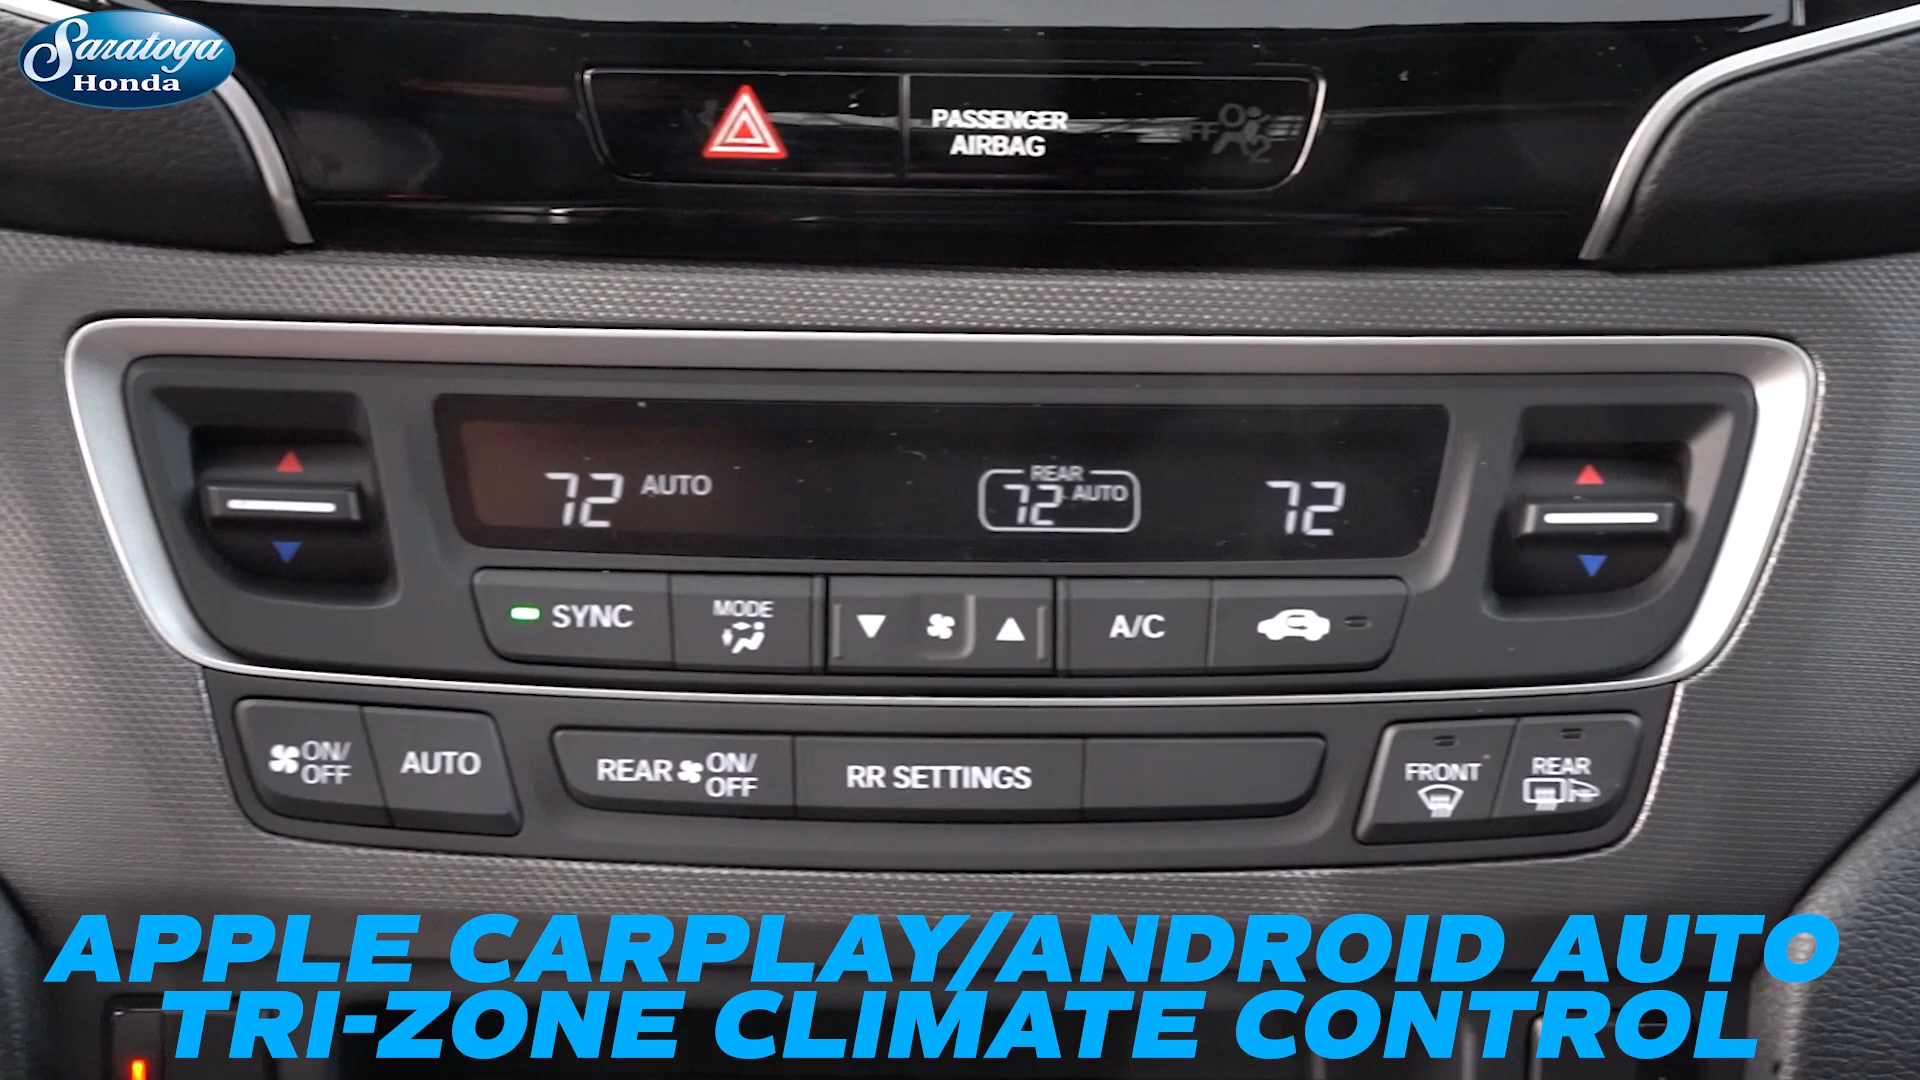 Saratoga
Honda
PASSENGER
AIRBAG
OFF
72 AUTO
REAR
72 AUTO
72
SYNC
MODE
A/C
ON/
OFF
AUTO
REAR ON/
OFF
RR SETTINGS
FRONT
REAR
APPLE CARPLAY/ANDROID AUTO
TRI-ZONE CLIMATE CONTROL